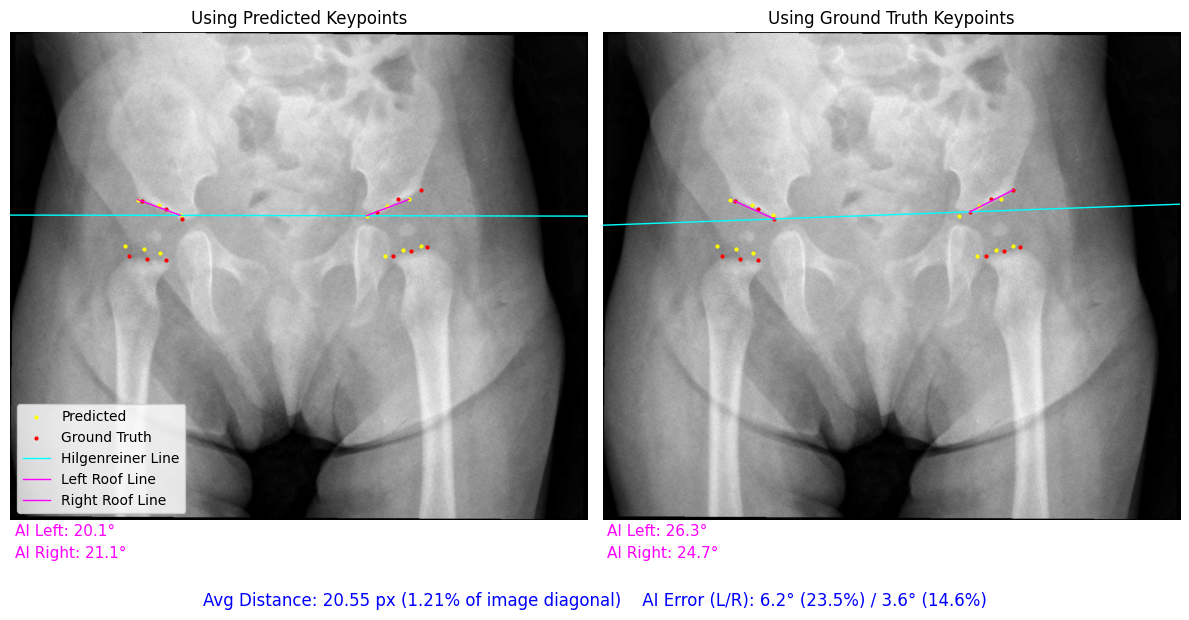 Using Predicted Keypoints
Using Ground Truth Keypoints
Predicted
Ground Truth
Hilgenreiner Line
Left Roof Line
Right Roof Line
AI Left: 20.1°
AI Right: 21.1°
AI Left: 26.3°
AI Right: 24.7°
Avg Distance: 20.55 px (1.21% of image diagonal)    AI Error (L/R): 6.2° (23.5%) / 3.6° (14.6%)